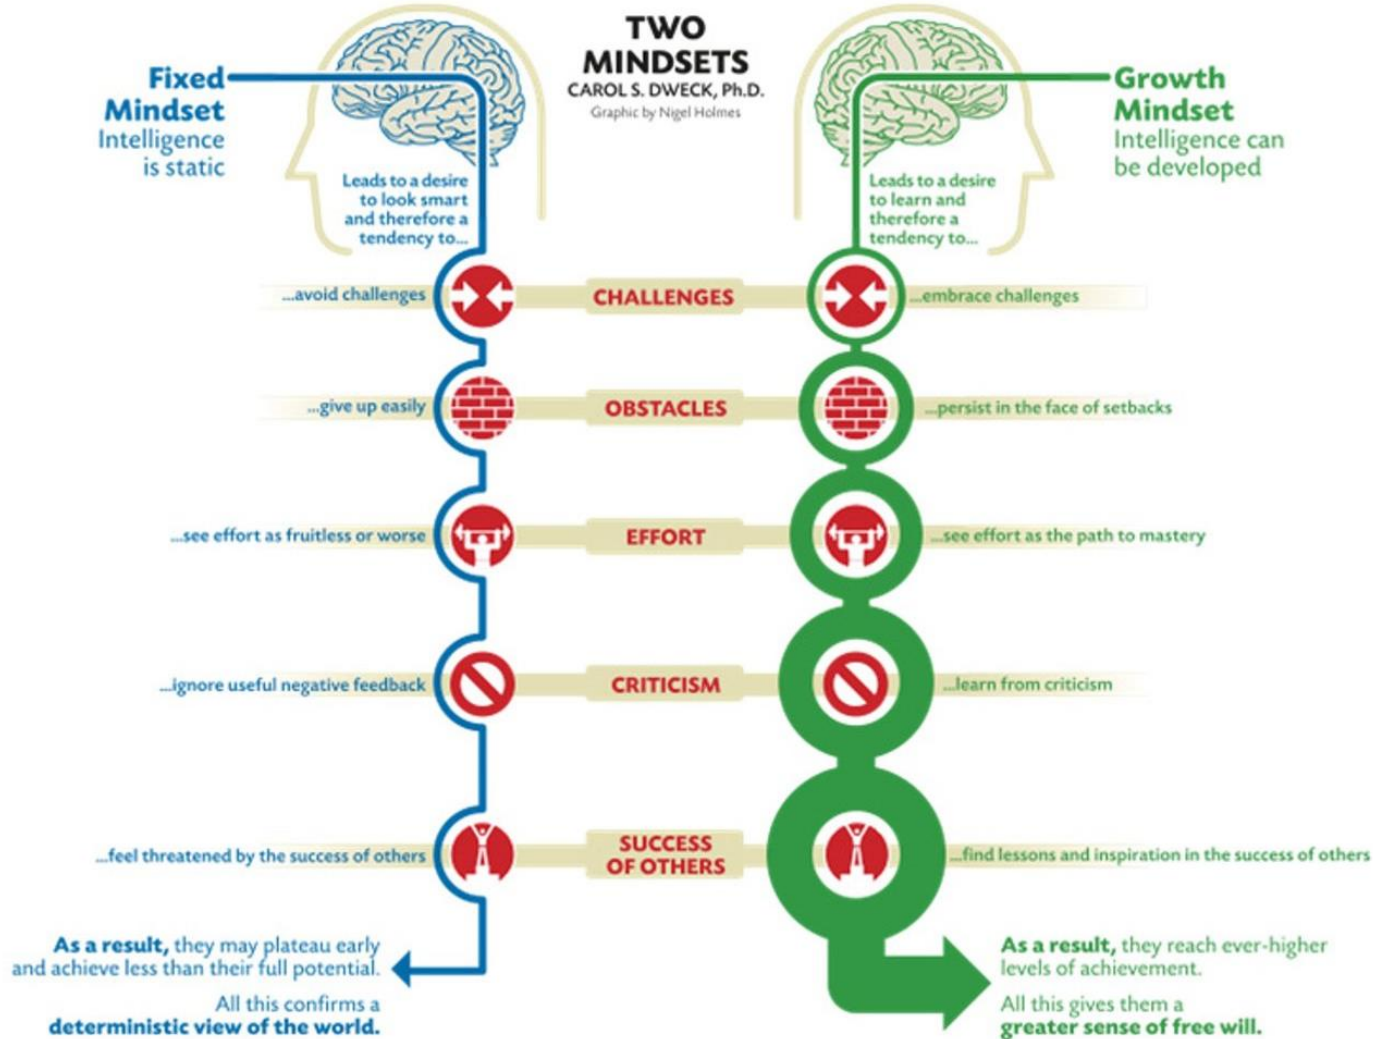 TWO
MINDSETS
CAROL S. DWECK, Ph.D.
Graphic by Nigel Holmes
Fixed
Mindset
Intelligence
is static
Growth
Mindset
Intelligence can
be developed
Leads to a desire
to look smart
and therefore a
tendency to...
Leads to a desire
to learn and
therefore a
tendency to...
...avoid challenges
CHALLENGES
...embrace challenges
...give up easily
OBSTACLES
...persist in the face of setbacks
...see effort as fruitless or worse
EFFORT
...see effort as the path to mastery
...ignore useful negative feedback
CRITICISM
...learn from criticism
...feel threatened by the success of others
SUCCESS
OF OTHERS
...find lessons and inspiration in the success of others
As a result, they may plateau early
and achieve less than their full potential.
All this confirms a
deterministic view of the world.
As a result, they reach ever-higher
levels of achievement.
All this gives them a
greater sense of free will.